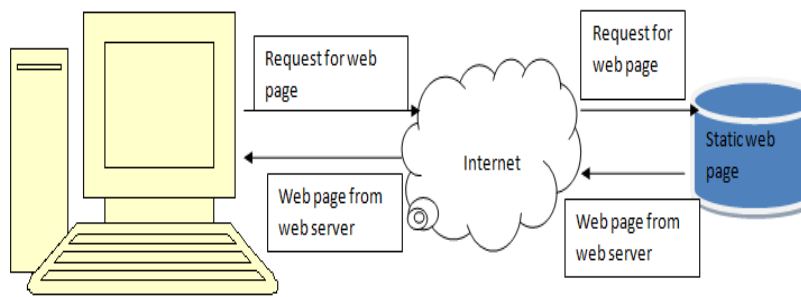 Request for web
page
Request for
web page
Internet
Static web
page
Web page from
web server
Web page from
web server